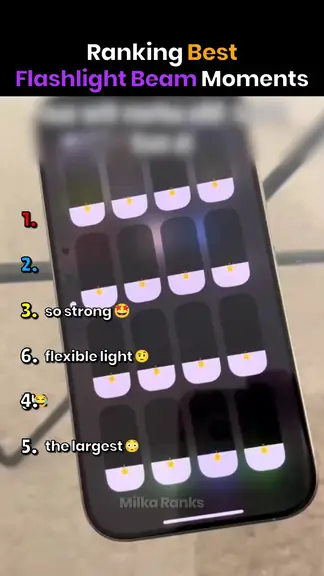 Ranking Best
Flashlight Beam Moments
1.
2.
3. so strong 🤩
6. flexible light 🤨
4. 😂
5. the largest 😳
Milka Ranks